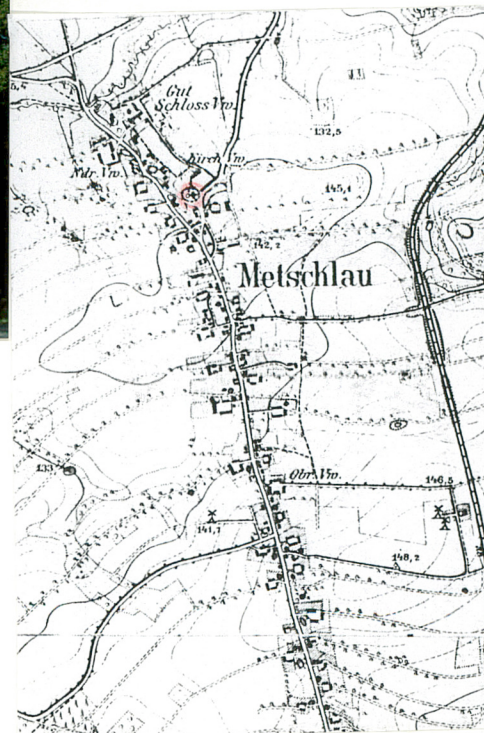 Gut
Schloss Vw.
132,5
Kirch Vw.
Ndr. Vw.
145,1
142,2
Metschlau
133
Obr. Vw.
146,5
141,1
148,2